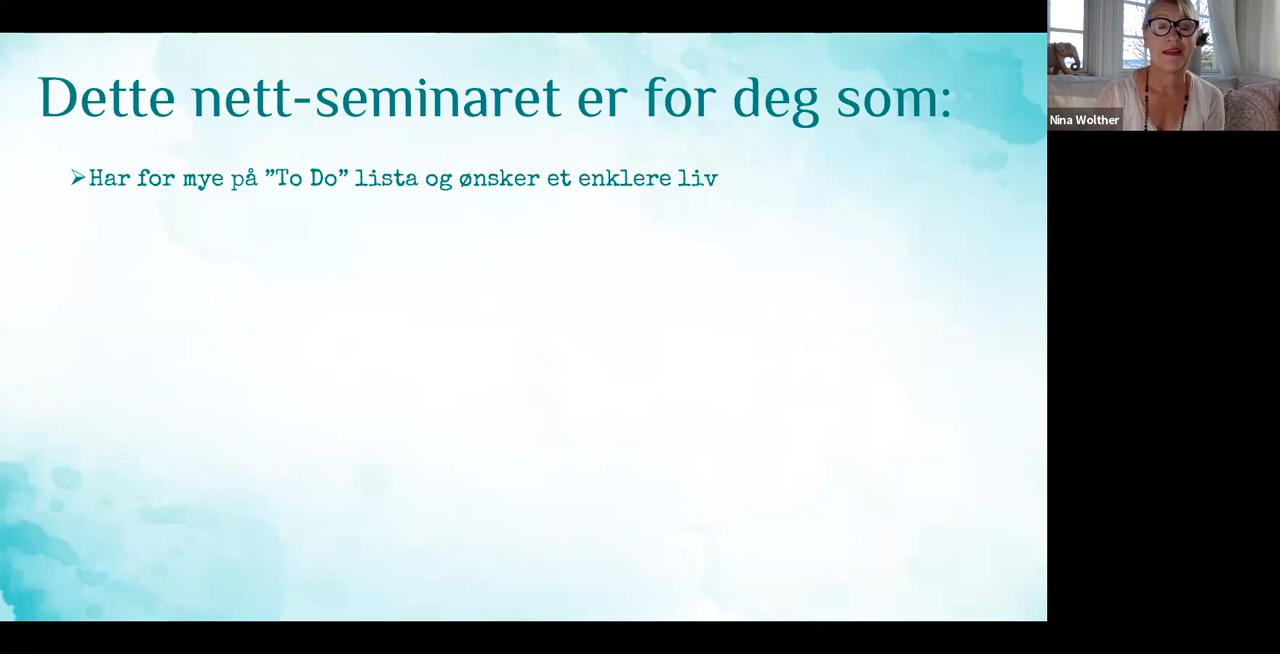 Dette nett-seminaret er for deg som:
➢Har for mye på ”To Do” lista og ønsker et enklere liv
Nina Wolther